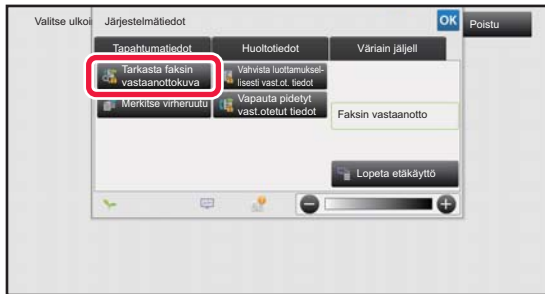 Valitse ulkoi
Järjestelmätiedot
OK
Poistu
Tapahtumatiedot
Huoltotiedot
Väriain jäljell
Tarkasta faksin
vastaanottokuva
Vahvista luottamuksel-
lisesti vast.ot. tiedot
Merkitse virheruutu
Vapauta pidetyt
vast.otetut tiedot
Faksin vastaanotto
Lopeta etäkäyttö